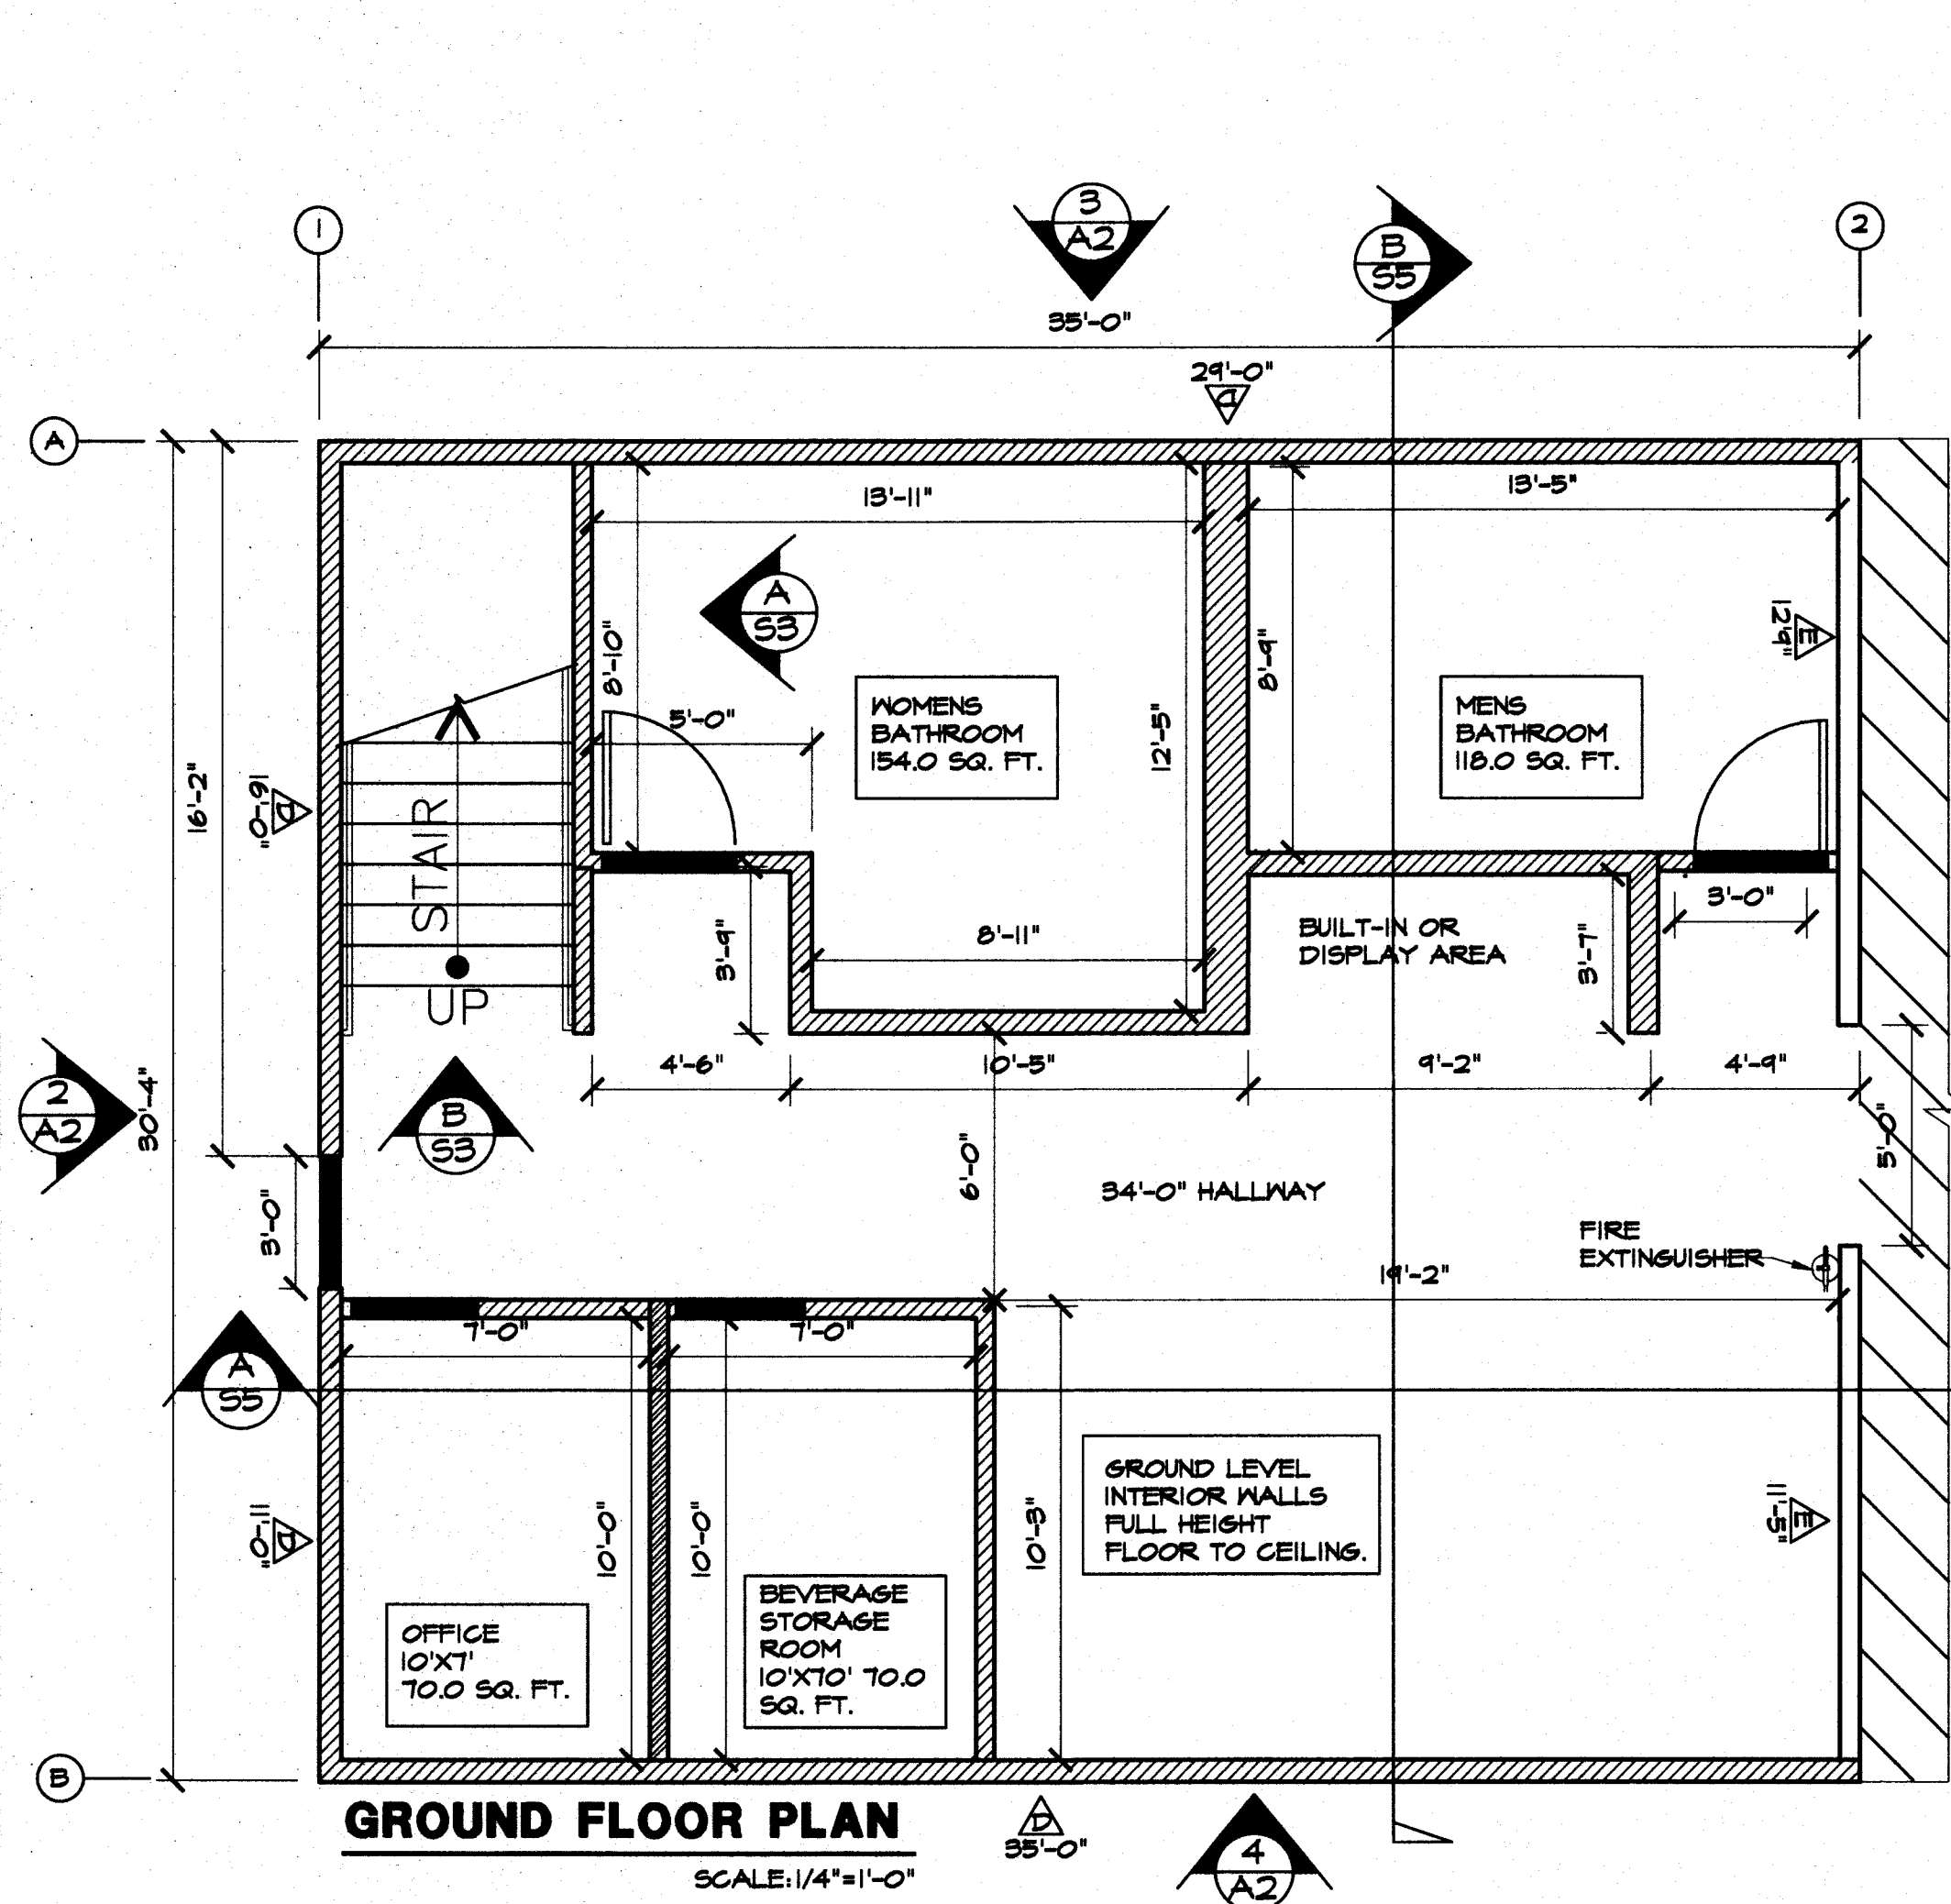 1
3
A2
B
S5
2
35'-0"
29'-0"
D
A
13'-11"
13'-5"
A
S3
8'-10"
8'-9"
E
12'9"
5'-0"
WOMENS
BATHROOM
154.0 SQ. FT.
12'-5"
MENS
BATHROOM
118.0 SQ. FT.
16'-2"
D
16'-0"
STAIR
UP
3'-9"
8'-11"
BUILT-IN OR
DISPLAY AREA
3'-7"
3'-0"
4'-6"
10'-5"
9'-2"
4'-9"
2
A2
30'-4"
B
S3
5'-0"
6'-0"
34'-0" HALLWAY
3'-0"
FIRE
EXTINGUISHER
19'-2"
7'-0"
7'-0"
A
S5
10'-0"
10'-0"
10'-3"
GROUND LEVEL
INTERIOR WALLS
FULL HEIGHT
FLOOR TO CEILING.
E
11'-5"
D
11'-0"
OFFICE
10'X7'
70.0 SQ. FT.
BEVERAGE
STORAGE
ROOM
10'X70' 70.0
SQ. FT.
B
GROUND FLOOR PLAN
SCALE:1/4"=1'-0"
D
35'-0"
4
A2